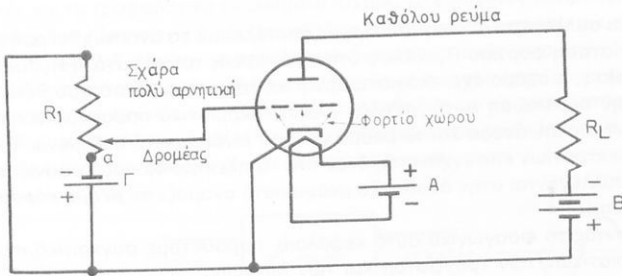 Καθόλου ρεύμα
Σχάρα
πολύ αρνητική
R1
φορτίο χώρου
RL
α
Δρομέας
Γ
Α
Β
+
-
+
-
-
+